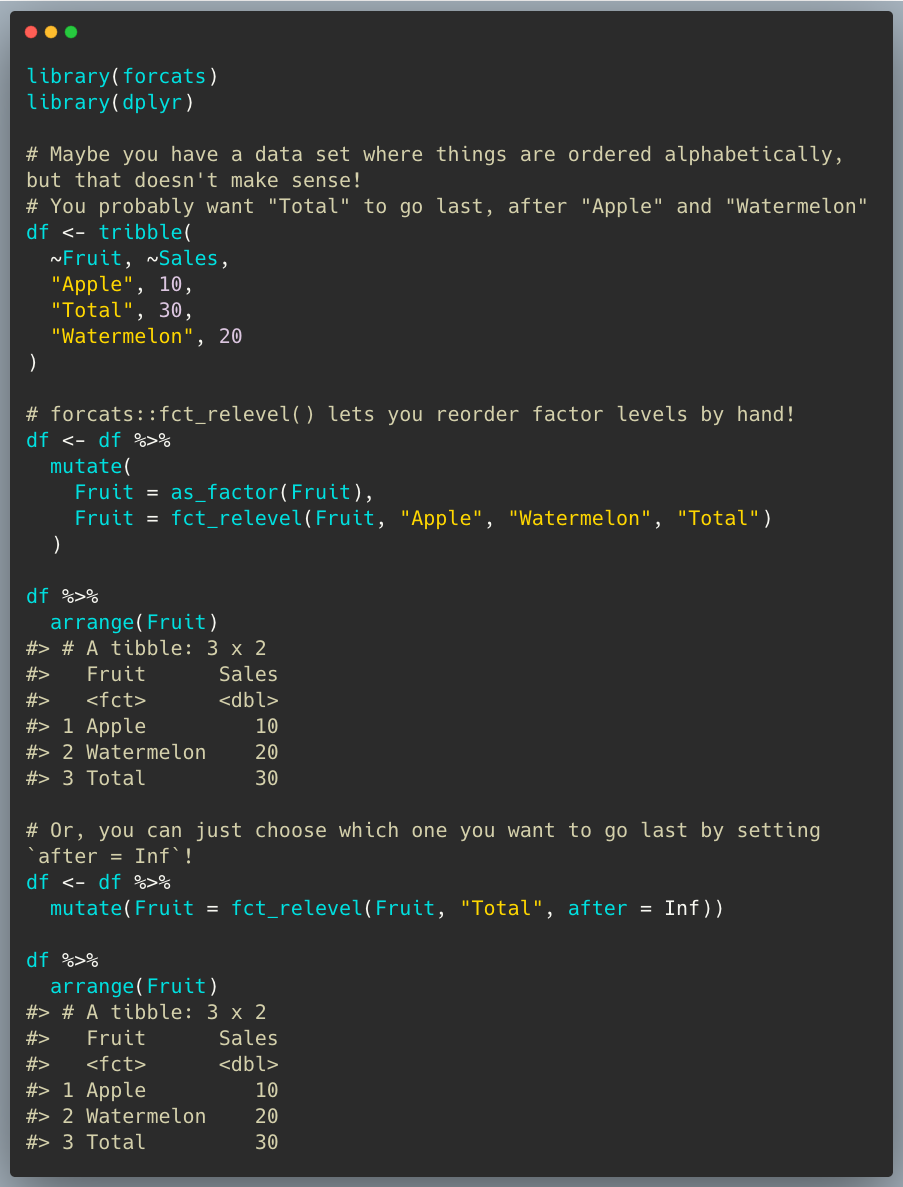 library(forcats)
library(dplyr)

# Maybe you have a data set where things are ordered alphabetically,
but that doesn't make sense!
# You probably want "Total" to go last, after "Apple" and "Watermelon"
df <- tribble(
  ~Fruit, ~Sales,
  "Apple", 10,
  "Total", 30,
  "Watermelon", 20
)

# forcats::fct_relevel() lets you reorder factor levels by hand!
df <- df %>%
  mutate(
    Fruit = as_factor(Fruit),
    Fruit = fct_relevel(Fruit, "Apple", "Watermelon", "Total")
  )

df %>%
  arrange(Fruit)
#> # A tibble: 3 x 2
#>   Fruit      Sales
#>   <fct>      <dbl>
#> 1 Apple         10
#> 2 Watermelon    20
#> 3 Total         30

# Or, you can just choose which one you want to go last by setting
`after = Inf`!
df <- df %>%
  mutate(Fruit = fct_relevel(Fruit, "Total", after = Inf))

df %>%
  arrange(Fruit)
#> # A tibble: 3 x 2
#>   Fruit      Sales
#>   <fct>      <dbl>
#> 1 Apple         10
#> 2 Watermelon    20
#> 3 Total         30